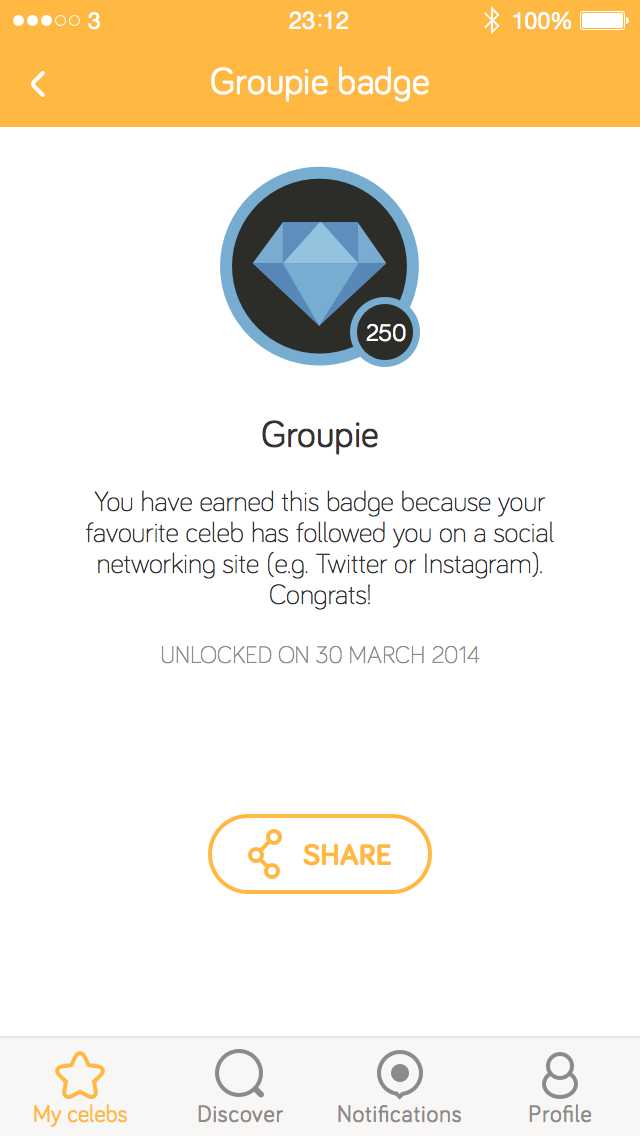 3 23:12 100%
Groupie badge
250
Groupie
You have earned this badge because your
favourite celeb has followed you on a social
networking site (e.g. Twitter or Instagram).
Congrats!
UNLOCKED ON 30 MARCH 2014
SHARE
My celebs Discover Notifications Profile